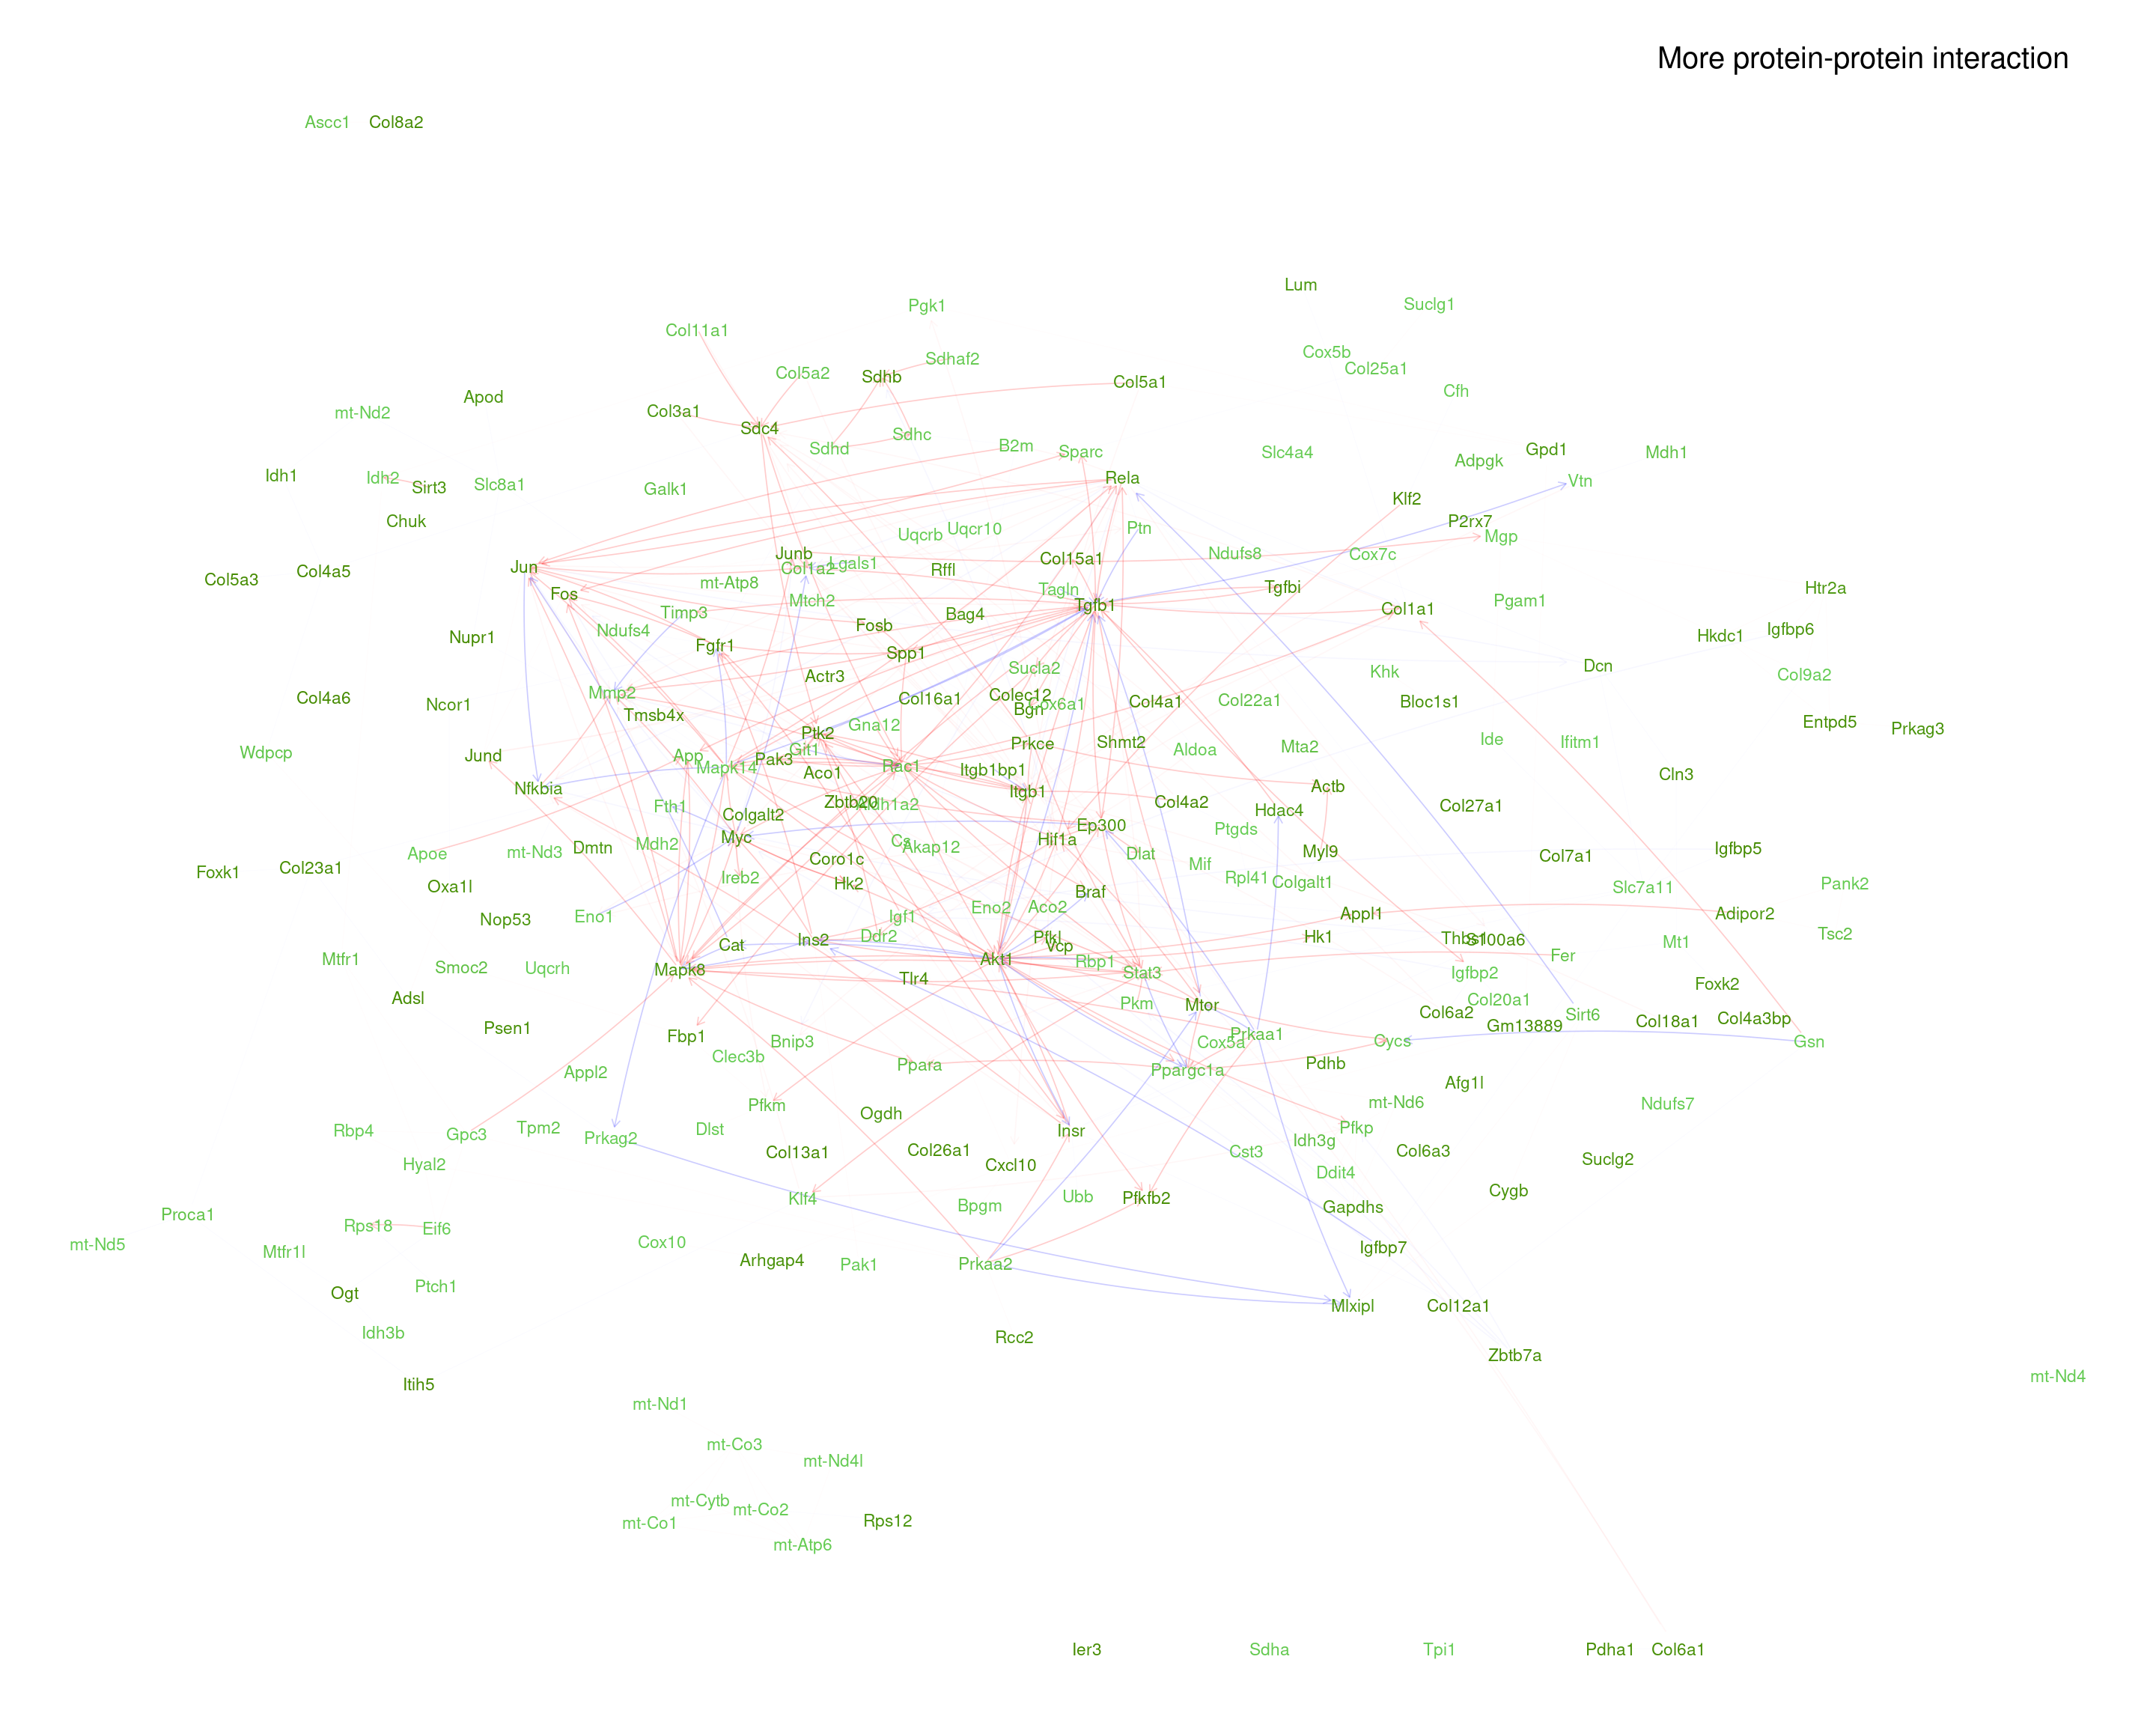 More protein-protein interaction
Ascc1
Col8a2
Lum
Suclg1
Pgk1
Col11a1
Cox5b
Sdhaf2
Col25a1
Col5a2
Sdhb
Col5a1
Cfh
Apod
mt-Nd2
Col3a1
Sdc4
Sdhc
B2m
Sdhd
Sparc
Slc4a4
Gpd1
Mdh1
Adpgk
Idh1
Idh2
Sirt3
Slc8a1
Galk1
Rela
Vtn
Klf2
Chuk
P2rx7
Ptn
Uqcr10
Uqcrb
Mgp
Junb
Ndufs8
Cox7c
Col15a1
Lgals1
Col1a2
Jun
Rffl
Col4a5
Col5a3
mt-Atp8
Tagln
Tgfbi
Htr2a
Fos
Mtch2
Pgam1
Tgfb1
Col1a1
Timp3
Bag4
Fosb
Ndufs4
Igfbp6
Hkdc1
Nupr1
Fgfr1
Spp1
Dcn
Sucla2
Khk
Actr3
Col9a2
Mmp2
Colec12
Col4a6
Col16a1
Col22a1
Col4a1
Bloc1s1
Ncor1
Cox6a1
Bgn
Tmsb4x
Entpd5
Gna12
Prkag3
Ptk2
Ide
Ifitm1
Shmt2
Prkce
Mta2
Aldoa
Git1
Wdpcp
Jund
App
Pak3
Mapk14
Rac1
Itgb1bp1
Aco1
Cln3
Actb
Nfkbia
Itgb1
Zbtb20
Aldh1a2
Col4a2
Fth1
Hdac4
Col27a1
Colgalt2
Ep300
Ptgds
Myc
Hif1a
Cs
Mdh2
Akap12
Dmtn
Igfbp5
mt-Nd3
Apoe
Dlat
Myl9
Col7a1
Coro1c
Mif
Col23a1
Foxk1
Ireb2
Rpl41
Colgalt1
Hk2
Pank2
Oxa1l
Slc7a11
Braf
Eno2
Aco2
Appl1
Adipor2
Eno1
Igf1
Nop53
Tsc2
Ddr2
Pfkl
Hk1
Thbs1
S100a6
Ins2
Mt1
Cat
Vcp
Fer
Mtfr1
Akt1
Rbp1
Smoc2
Uqcrh
Mapk8
Stat3
Igfbp2
Tlr4
Foxk2
Adsl
Col20a1
Pkm
Mtor
Col6a2
Sirt6
Col4a3bp
Col18a1
Psen1
Gm13889
Fbp1
Prkaa1
Bnip3
Cox5a
Cycs
Gsn
Clec3b
Ppara
Pdhb
Ppargc1a
Appl2
Afg1l
mt-Nd6
Pfkm
Ndufs7
Ogdh
Tpm2
Pfkp
Rbp4
Dlst
Insr
Gpc3
Prkag2
Idh3g
Col26a1
Col6a3
Cst3
Col13a1
Suclg2
Hyal2
Cxcl10
Ddit4
Cygb
Klf4
Ubb
Pfkfb2
Bpgm
Gapdhs
Proca1
Rps18
Eif6
mt-Nd5
Cox10
Igfbp7
Mtfr1l
Arhgap4
Pak1
Prkaa2
Ptch1
Ogt
Mlxipl
Col12a1
Idh3b
Rcc2
Zbtb7a
mt-Nd4
Itih5
mt-Nd1
mt-Co3
mt-Nd4l
mt-Cytb
mt-Co2
Rps12
mt-Co1
mt-Atp6
Ier3
Sdha
Tpi1
Pdha1
Col6a1